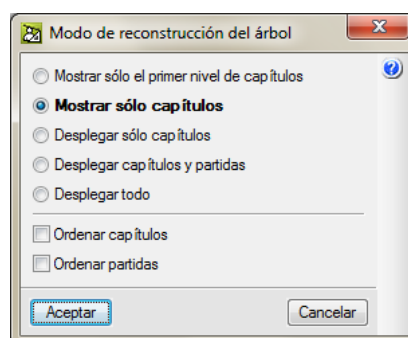 Modo de reconstrucción del árbol
Mostrar sólo el primer nivel de capítulos
Mostrar sólo capítulos
Desplegar sólo capítulos
Desplegar capítulos y partidas
Desplegar todo
Ordenar capítulos
Ordenar partidas
Aceptar
Cancelar